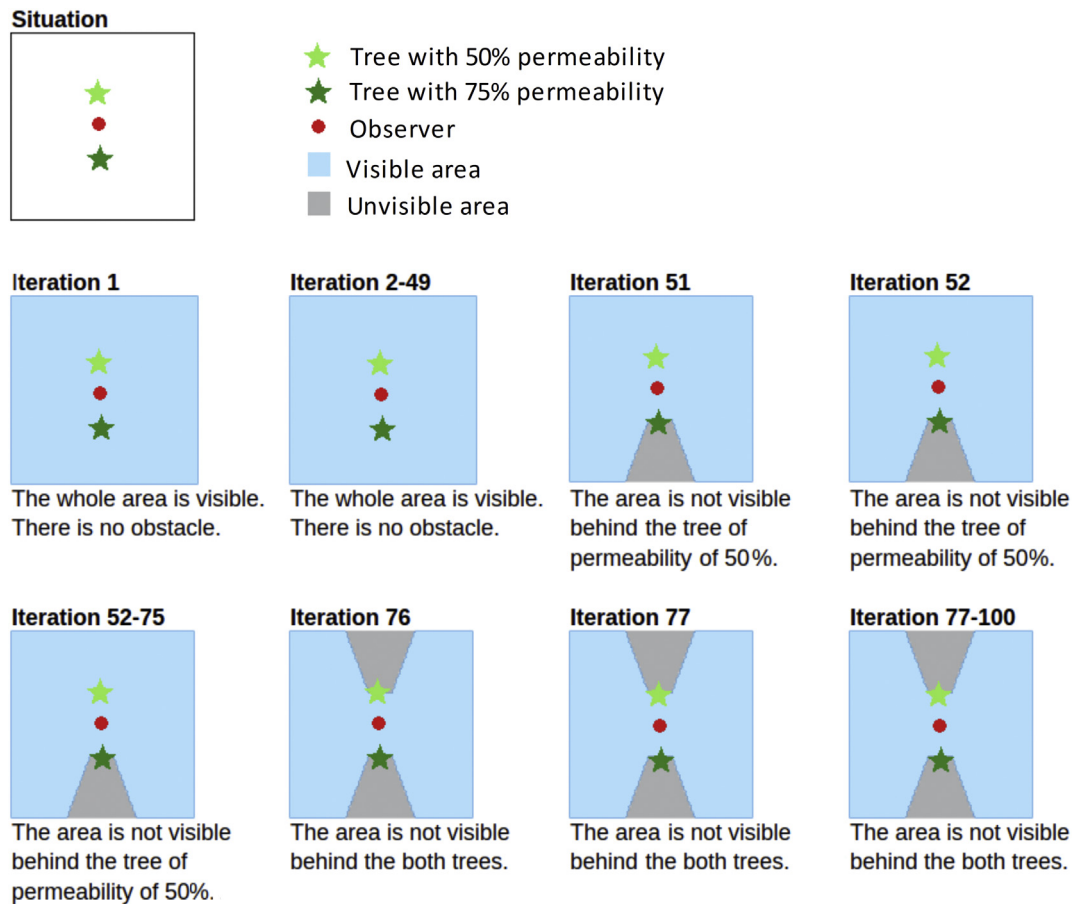 Situation
Tree with 50% permeability
Tree with 75% permeability
Observer
Visible area
Unvisible area
Iteration 1
The whole area is visible.
There is no obstacle.
Iteration 2-49
The whole area is visible.
There is no obstacle.
Iteration 51
The area is not visible
behind the tree of
permeability of 50%.
Iteration 52
The area is not visible
behind the tree of
permeability of 50%.
Iteration 52-75
The area is not visible
behind the tree of
permeability of 50%.
Iteration 76
The area is not visible
behind the both trees.
Iteration 77
The area is not visible
behind the both trees.
Iteration 77-100
The area is not visible
behind the both trees.